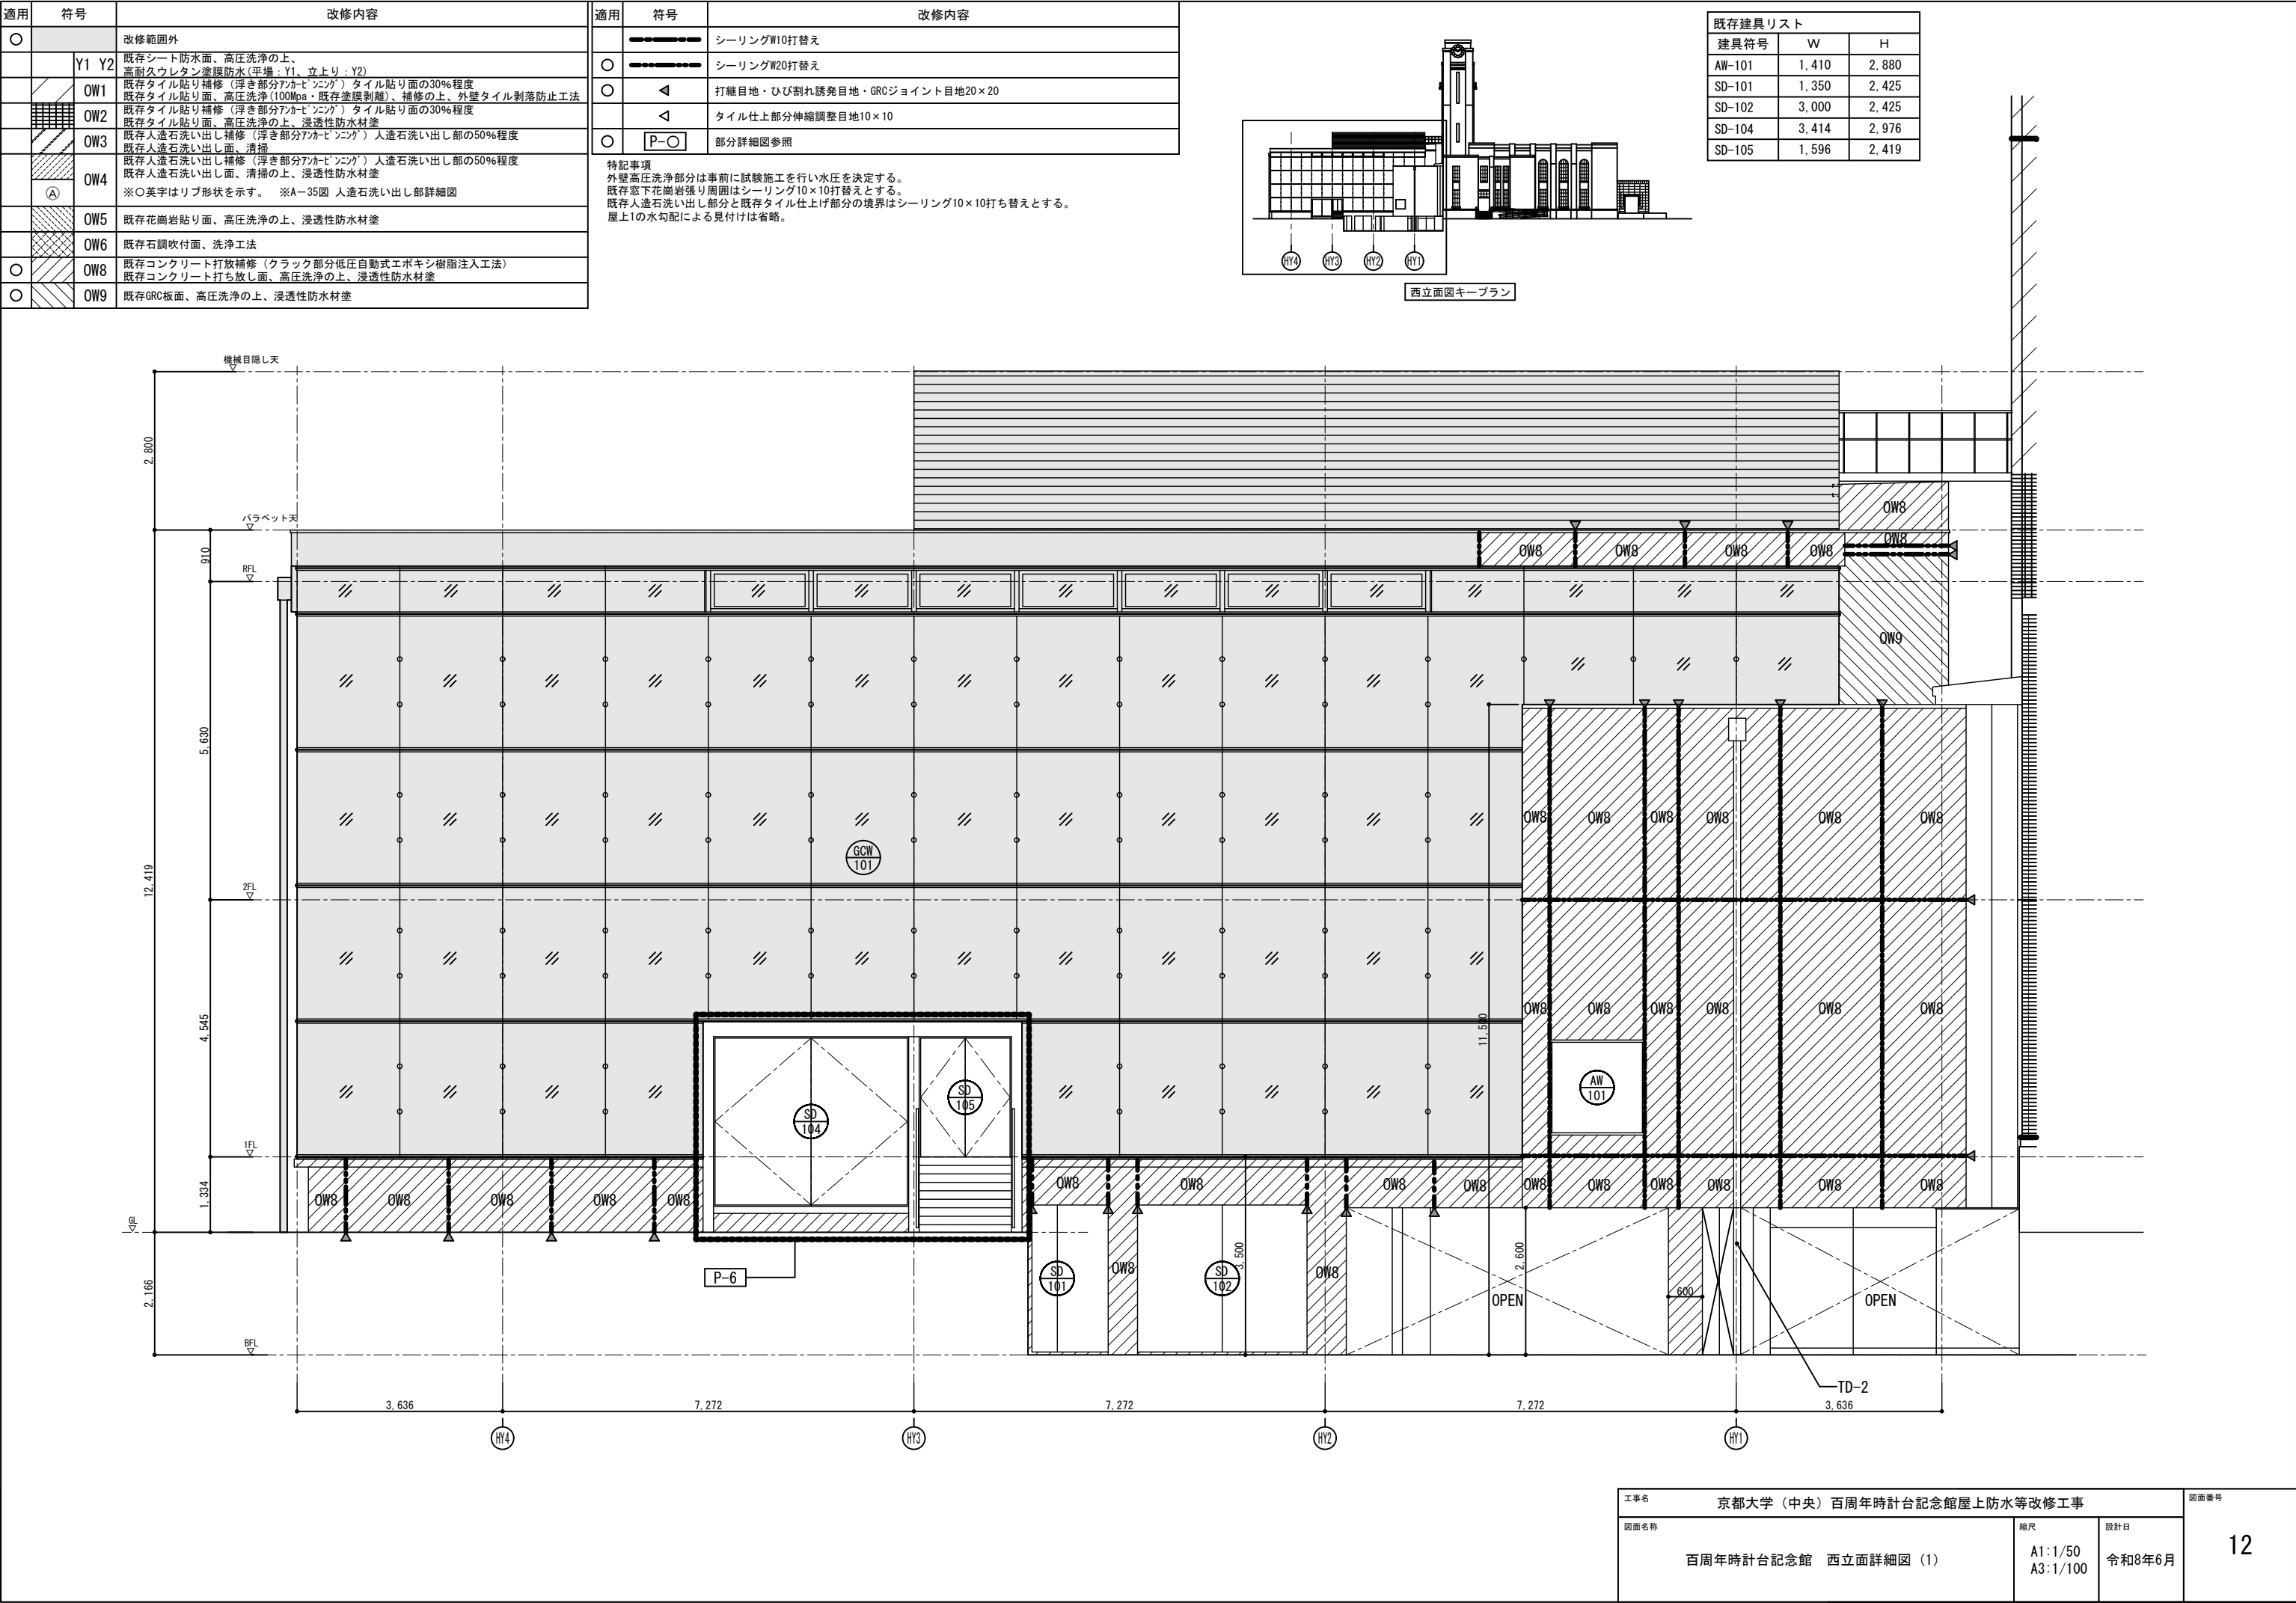 適用 符号 改修内容
○ 改修範囲外
Y1 Y2 既存シート防水面、高圧洗浄の上、
高耐久ウレタン塗膜防水(平場：Y1、立上り：Y2)
OW1 既存タイル貼り補修（浮き部分ｱﾝｶｰﾋﾟﾝﾆﾝｸﾞ）タイル貼り面の30%程度
既存タイル貼り面、高圧洗浄(100Mpa・既存塗膜剥離)、補修の上、外壁タイル剥落防止工法
OW2 既存タイル貼り補修（浮き部分ｱﾝｶｰﾋﾟﾝﾆﾝｸﾞ）タイル貼り面の30%程度
既存タイル貼り面、高圧洗浄の上、浸透性防水材塗
OW3 既存人造石洗い出し補修（浮き部分ｱﾝｶｰﾋﾟﾝﾆﾝｸﾞ）人造石洗い出し部の50%程度
既存人造石洗い出し面、清掃
OW4 既存人造石洗い出し補修（浮き部分ｱﾝｶｰﾋﾟﾝﾆﾝｸﾞ）人造石洗い出し部の50%程度
既存人造石洗い出し面、清掃の上、浸透性防水材塗
Ⓐ ※○英字はリブ形状を示す。 ※A－35図 人造石洗い出し部詳細図
OW5 既存花崗岩貼り面、高圧洗浄の上、浸透性防水材塗
OW6 既存石調吹付面、洗浄工法
○ OW8 既存コンクリート打放補修（クラック部分低圧自動式エポキシ樹脂注入工法）
既存コンクリート打ち放し面、高圧洗浄の上、浸透性防水材塗
○ OW9 既存GRC板面、高圧洗浄の上、浸透性防水材塗
適用 符号 改修内容
シーリングW10打替え
○ シーリングW20打替え
○ 打継目地・ひび割れ誘発目地・GRCジョイント目地20×20
タイル仕上部分伸縮調整目地10×10
○ P-○ 部分詳細図参照
特記事項
外壁高圧洗浄部分は事前に試験施工を行い水圧を決定する。
既存窓下花崗岩張り周囲はシーリング10×10打替えとする。
既存人造石洗い出し部分と既存タイル仕上げ部分の境界はシーリング10×10打ち替えとする。
屋上1の水勾配による見付けは省略。
HY4 HY3 HY2 HY1
西立面図キープラン
既存建具リスト
建具符号 W H
AW-101 1,410 2,880
SD-101 1,350 2,425
SD-102 3,000 2,425
SD-104 3,414 2,976
SD-105 1,596 2,419
機械目隠し天
2,800
パラペット天
910
RFL
5,630
12,419
2FL
4,545
1FL
1,334
GL
2,166
BFL
OW8
OW8 OW8 OW8 OW8 OW8
OW9
OW8 OW8 OW8 OW8 OW8 OW8
GCW
101
OW8 OW8 OW8 OW8 OW8 OW8
11,500
AW
101
SD
104
SD
105
OW8 OW8 OW8 OW8 OW8
OW8 OW8 OW8 OW8
OW8 OW8 OW8 OW8 OW8 OW8
P-6
SD
101
OW8
SD
102
3,500
OW8
2,600
OPEN
600
OPEN
TD-2
3,636 7,272 7,272 7,272 3,636
HY4 HY3 HY2 HY1
工事名 京都大学（中央）百周年時計台記念館屋上防水等改修工事
図面番号
12
図面名称
百周年時計台記念館 西立面詳細図（1）
縮尺
A1:1/50
A3:1/100
設計日
令和8年6月